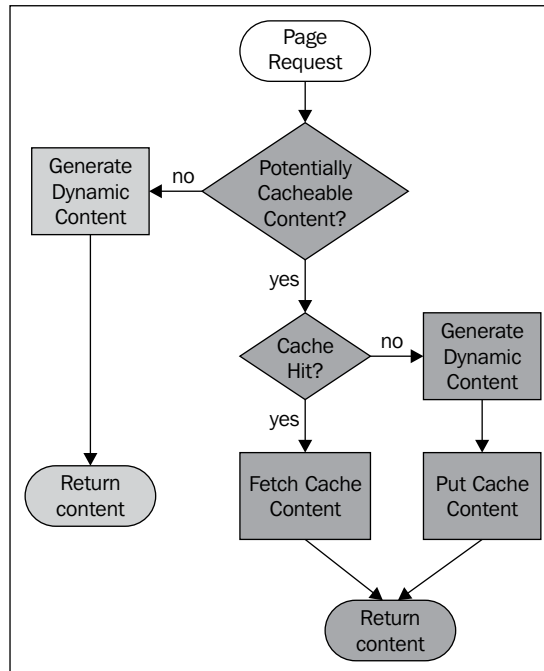 Page
Request
Potentially
Cacheable
Content?
no
Generate
Dynamic
Content
yes
Cache
Hit?
no
Generate
Dynamic
Content
yes
Fetch Cache
Content
Put Cache
Content
Return
content
Return
content